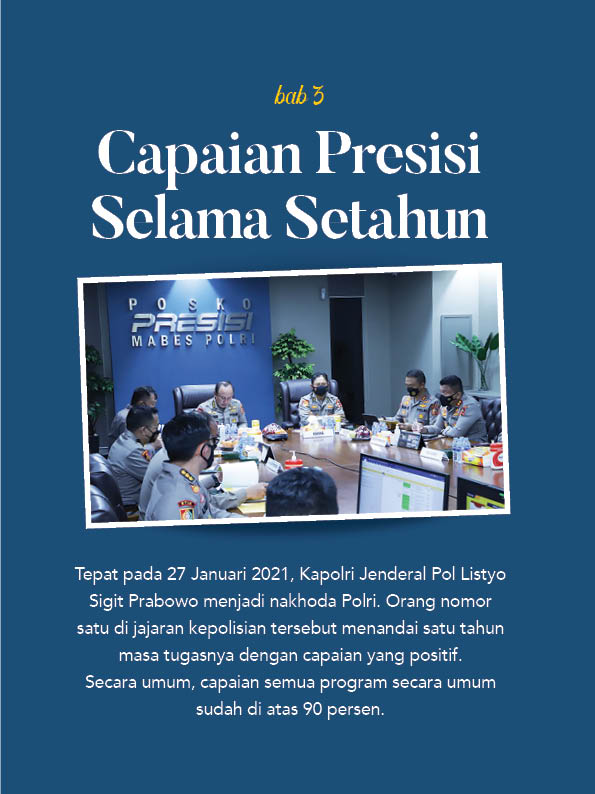 bab 3
Capaian Presisi
Selama Setahun
POSKO
PRESISI
MABES POLRI
Tepat pada 27 Januari 2021, Kapolri Jenderal Pol Listyo
Sigit Prabowo menjadi nakhoda Polri. Orang nomor
satu di jajaran kepolisian tersebut menandai satu tahun
masa tugasnya dengan capaian yang positif.
Secara umum, capaian semua program secara umum
sudah di atas 90 persen.